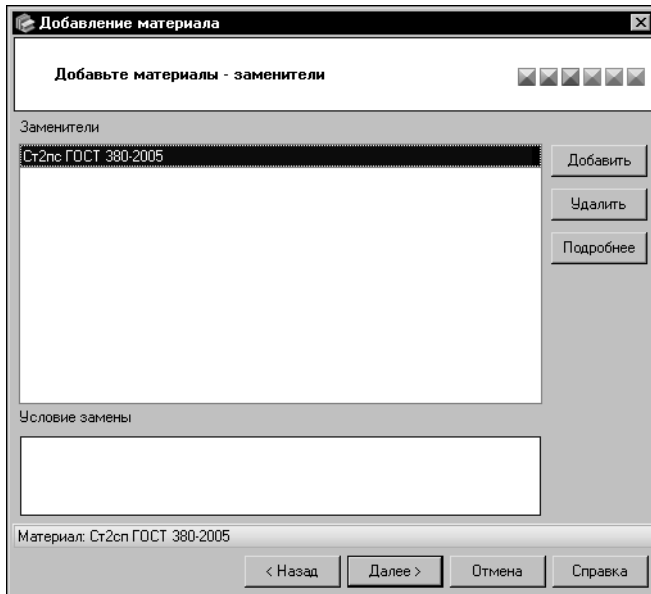 Добавление материала
Добавьте материалы - заменители
Заменители
Ст2пс ГОСТ 380-2005
Добавить
Удалить
Подробнее
Условие замены
Материал: Ст2сп ГОСТ 380-2005
< Назад
Далее >
Отмена
Справка